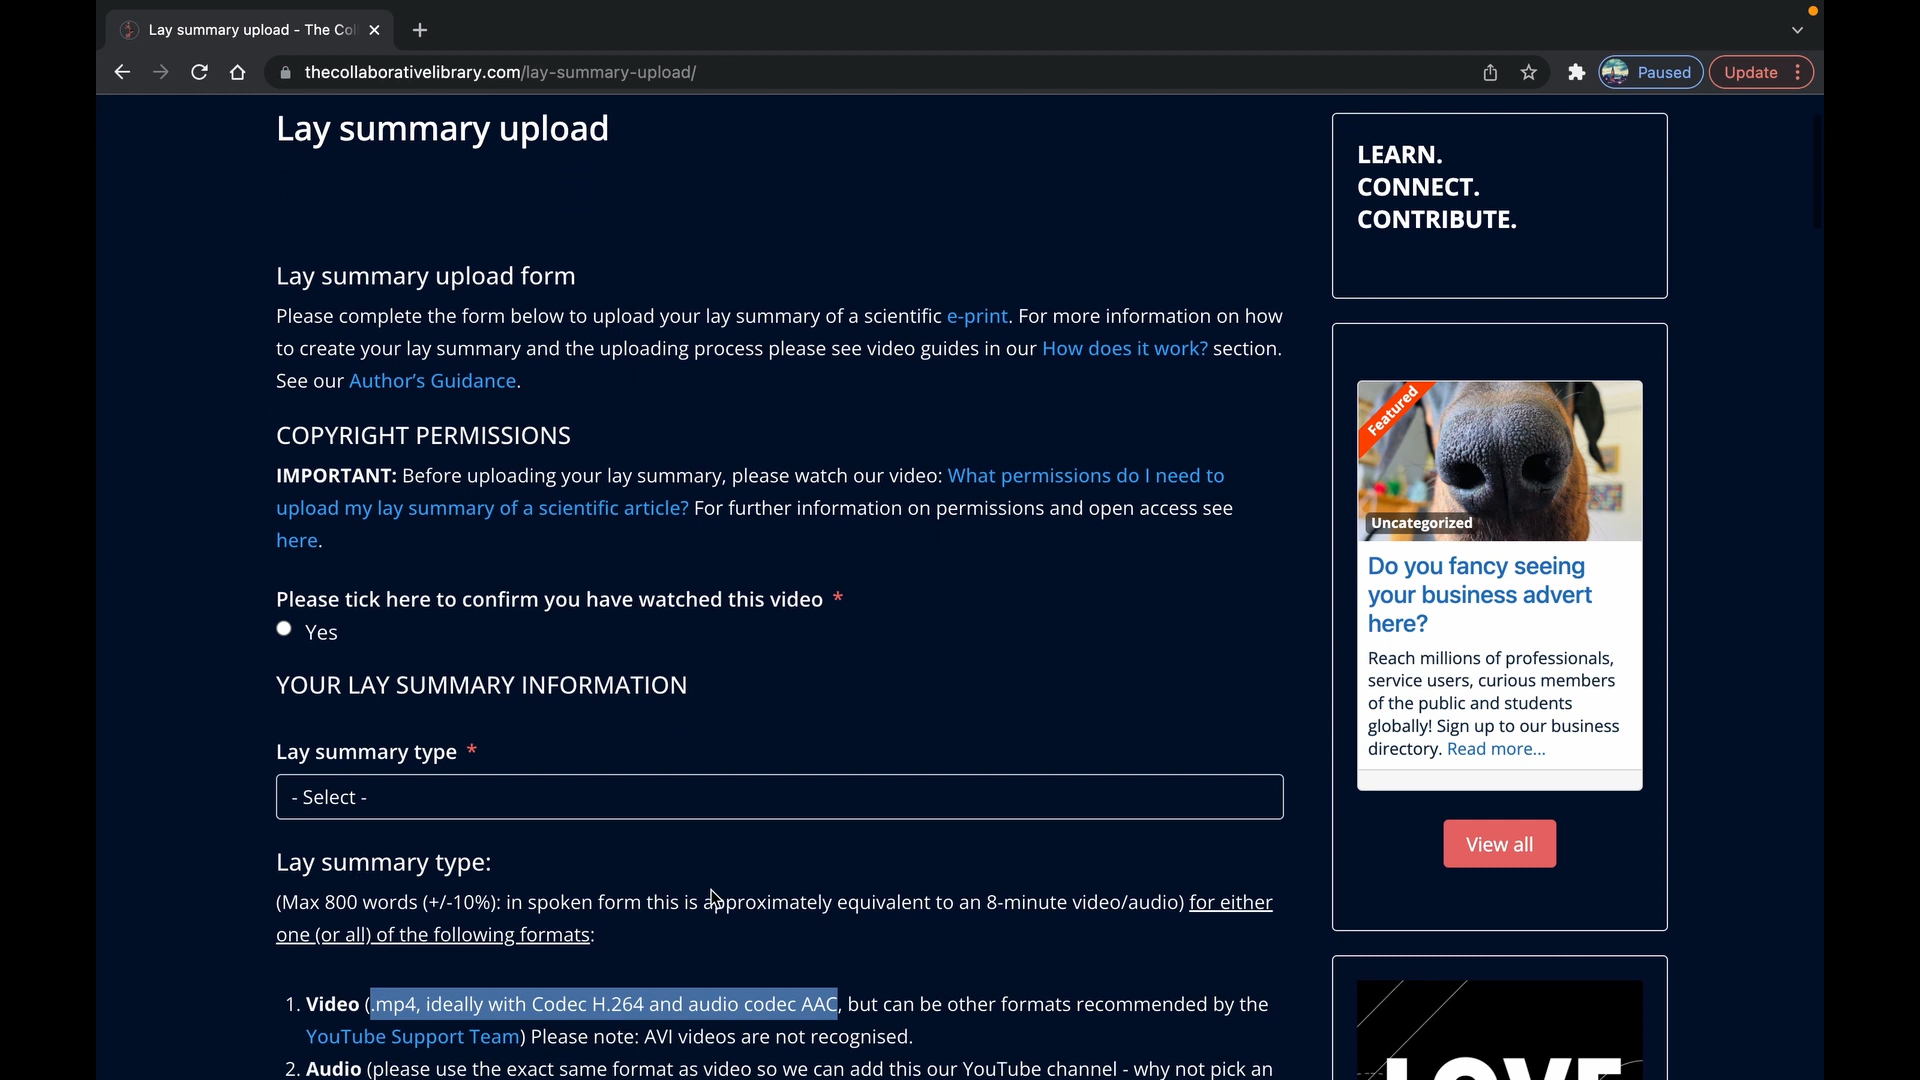 Lay summary upload - The Col
thecollaborativelibrary.com/lay-summary-upload/
Paused
Update
Lay summary upload
Lay summary upload form
Please complete the form below to upload your lay summary of a scientific e-print. For more information on how
to create your lay summary and the uploading process please see video guides in our How does it work? section.
See our Author’s Guidance.
COPYRIGHT PERMISSIONS
IMPORTANT: Before uploading your lay summary, please watch our video: What permissions do I need to
upload my lay summary of a scientific article? For further information on permissions and open access see
here.
Please tick here to confirm you have watched this video *
Yes
YOUR LAY SUMMARY INFORMATION
Lay summary type *
- Select -
Lay summary type:
(Max 800 words (+/-10%): in spoken form this is approximately equivalent to an 8-minute video/audio) for either
one (or all) of the following formats:
1. Video (.mp4, ideally with Codec H.264 and audio codec AAC, but can be other formats recommended by the
YouTube Support Team) Please note: AVI videos are not recognised.
2. Audio (please use the exact same format as video so we can add this our YouTube channel - why not pick an
LEARN.
CONNECT.
CONTRIBUTE.
Featured
Uncategorized
Do you fancy seeing
your business advert
here?
Reach millions of professionals,
service users, curious members
of the public and students
globally! Sign up to our business
directory. Read more...
View all
LOVE